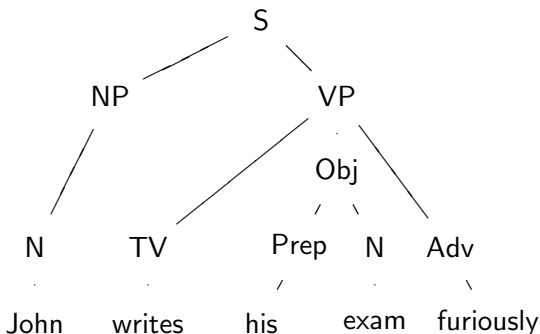 S
NP VP
Obj
N TV Prep N Adv
John writes his exam furiously